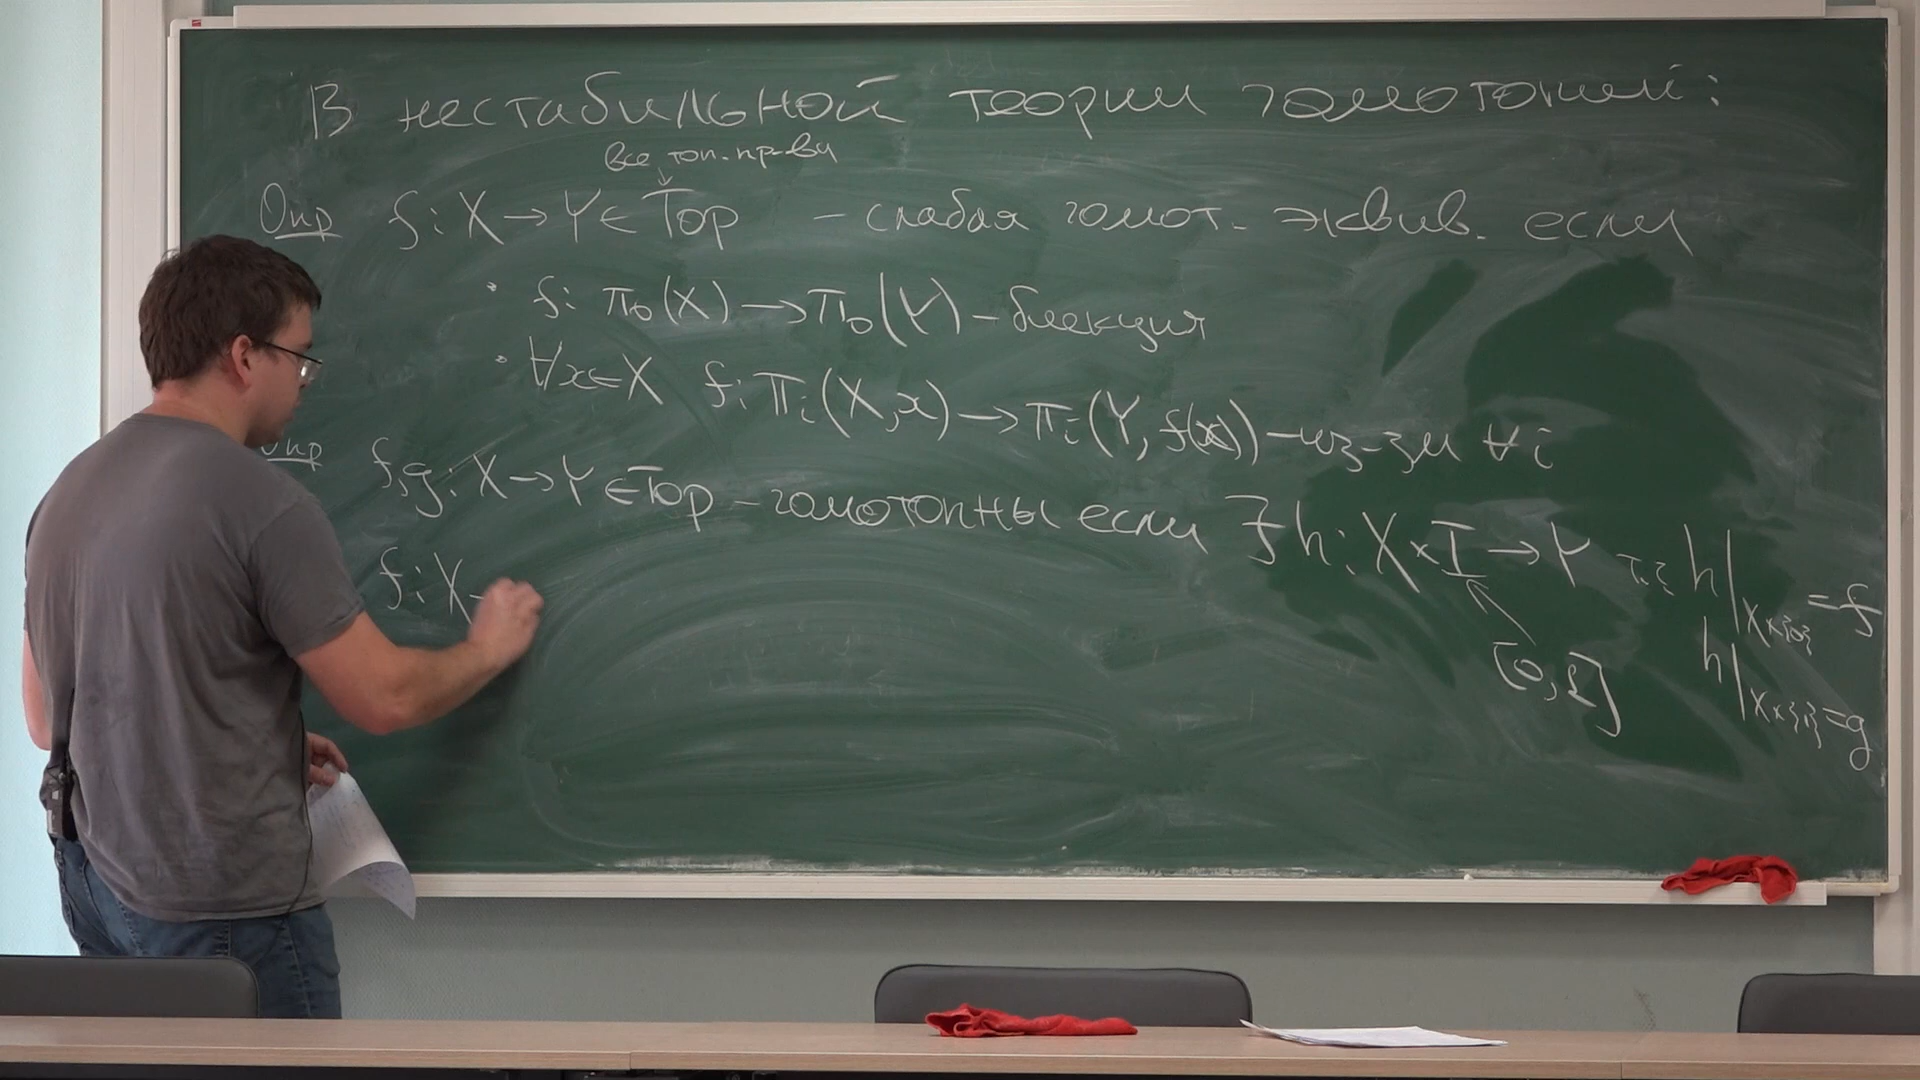 В нестабильной теории гомотопий:
все топ. пр-ва
Опр f: X → Y ∈ Top – слабая гомот. эквив. если
• f: π₀(X) → π₀(Y) – биекция
• ∀x∈X f: πᵢ(X,x) → πᵢ(Y, f(x)) – из-зм ∀i
Опр f,g: X → Y ∈ Top – гомотопны если ∃ h: X×I → Y т.ч. h|_{X×{0}} = f
h|_{X×{1}} = g
[0,1]
f: X